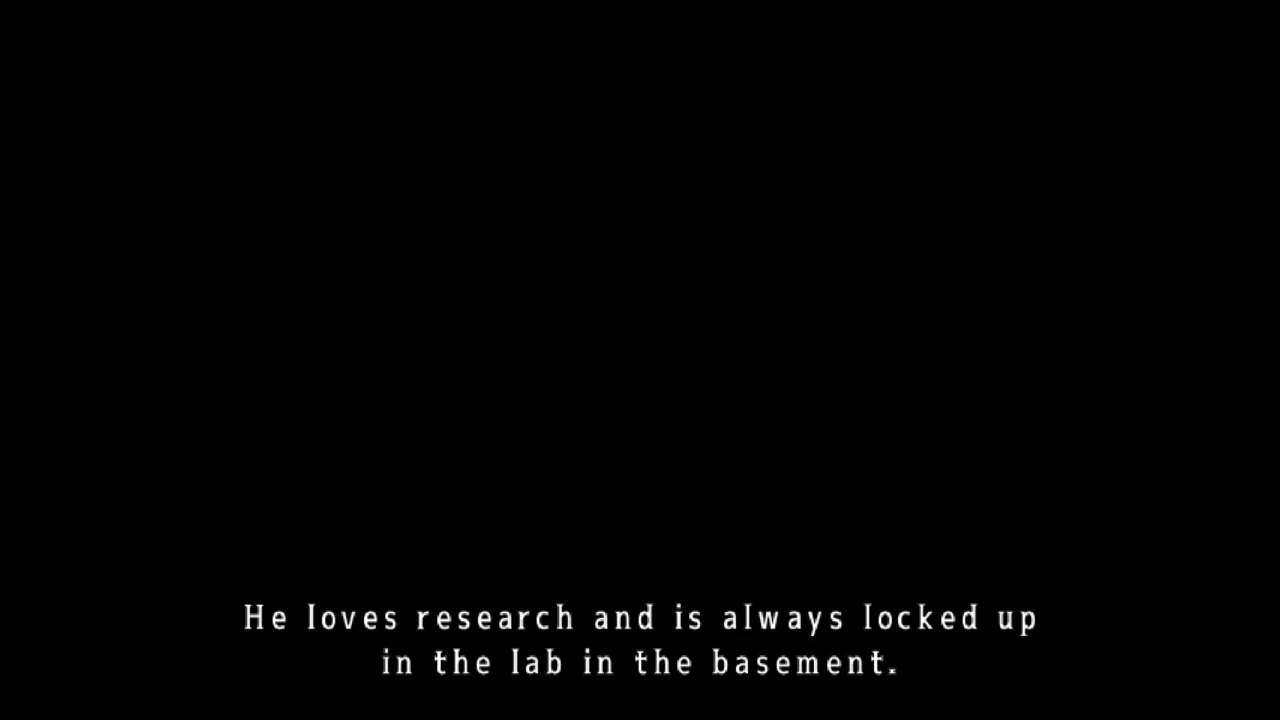 He loves research and is always locked up
in the lab in the basement.